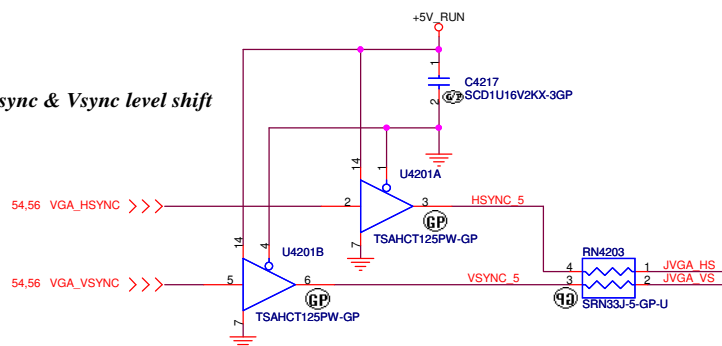 +5V_RUN
1
C4217
2
GP
SCD1U16V2KX-3GP
sync & Vsync level shift
14
1
U4201A
54,56 VGA_HSYNC
2
3
HSYNC_5
GP
TSAHCT125PW-GP
7
14
4
U4201B
RN4203
4
1
JVGA_HS
54,56 VGA_VSYNC
5
6
VSYNC_5
3
2
JVGA_VS
GP
GP
SRN33J-5-GP-U
TSAHCT125PW-GP
7